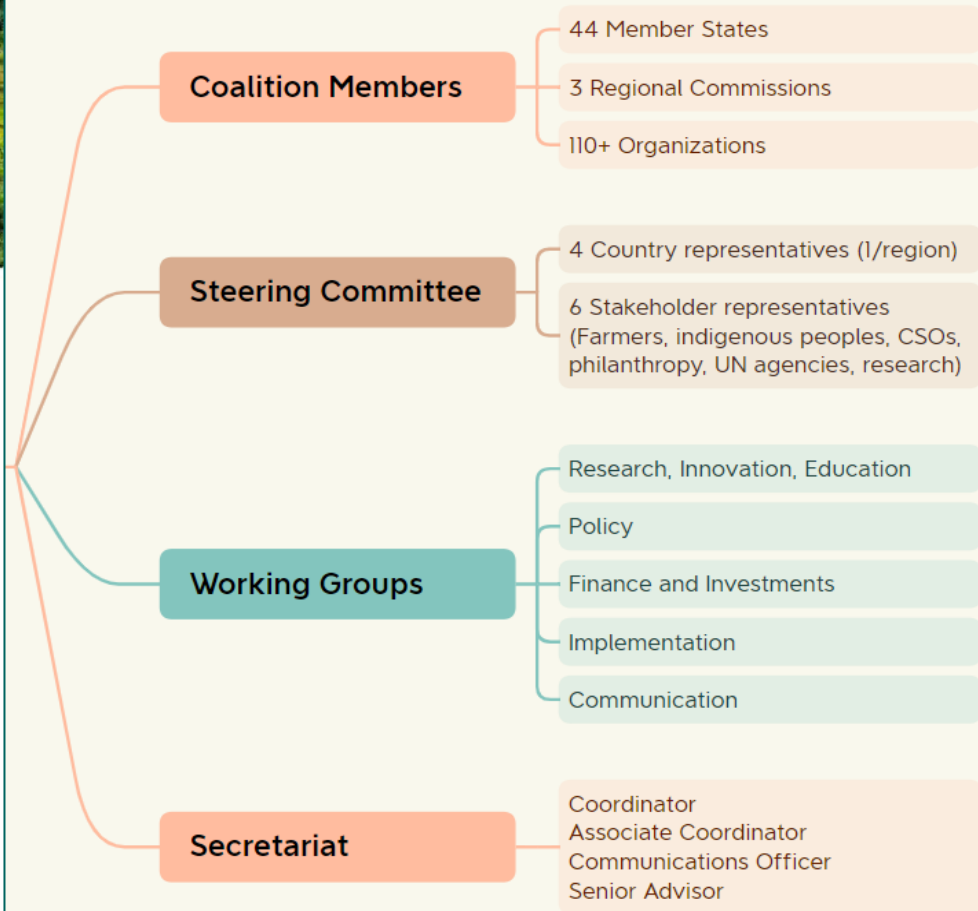 Coalition Members
44 Member States
3 Regional Commissions
110+ Organizations
Steering Committee
4 Country representatives (1/region)
6 Stakeholder representatives
(Farmers, indigenous peoples, CSOs,
philanthropy, UN agencies, research)
Working Groups
Research, Innovation, Education
Policy
Finance and Investments
Implementation
Communication
Secretariat
Coordinator
Associate Coordinator
Communications Officer
Senior Advisor